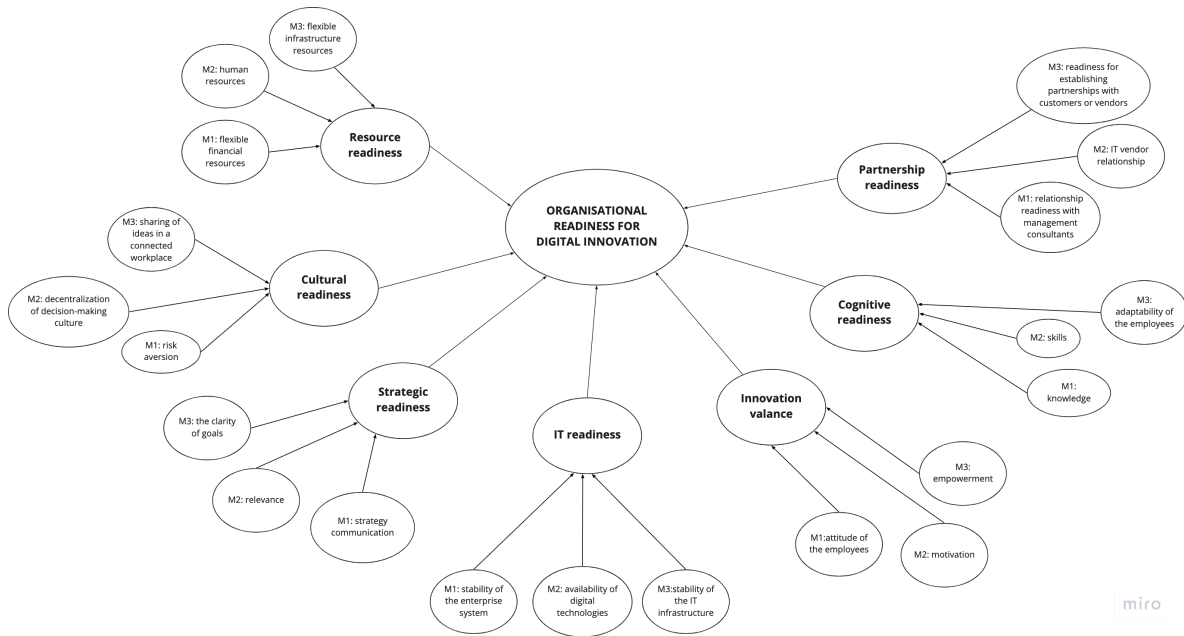 M3: flexible
infrastructure
resources
M2: human
resources
M1: flexible
financial
resources
Resource
readiness
M3: sharing of
ideas in a
connected
workplace
M2: decentralization
of decision-making
culture
M1: risk
aversion
Cultural
readiness
M3: the clarity
of goals
M2: relevance
M1: strategy
communication
Strategic
readiness
ORGANISATIONAL
READINESS FOR
DIGITAL INNOVATION
IT readiness
M1: stability of
the enterprise
system
M2: availability of
digital
technologies
M3:stability of
the IT
infrastructure
Innovation
valance
M1:attitude of
the employees
M2: motivation
M3:
empowerment
Cognitive
readiness
M3:
adaptability of
the employees
M2: skills
M1:
knowledge
Partnership
readiness
M3: readiness for
establishing
partnerships with
customers or vendors
M2: IT vendor
relationship
M1: relationship
readiness with
management
consultants
miro